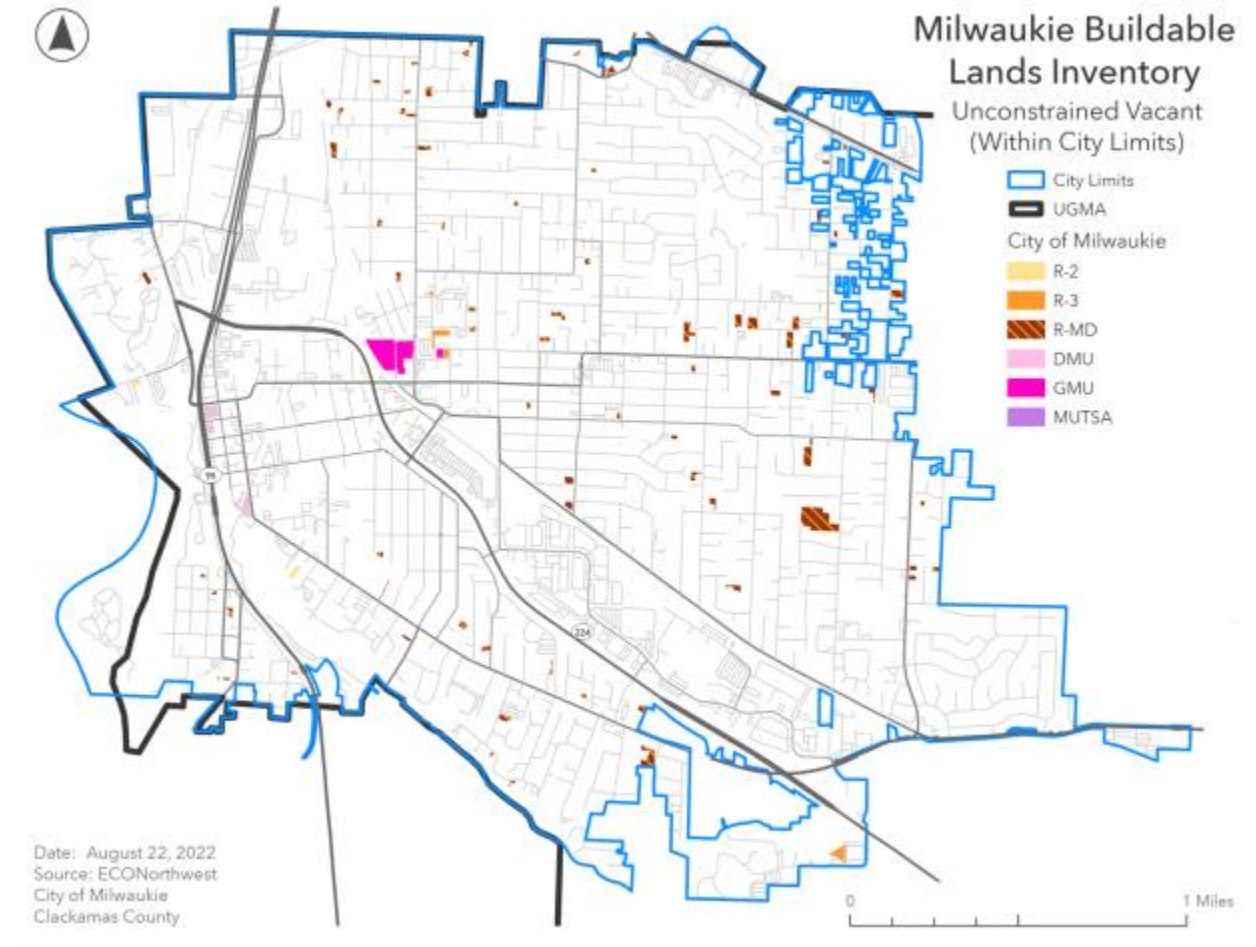 Milwaukie Buildable
Lands Inventory
Unconstrained Vacant
(Within City Limits)
City Limits
UGMA
City of Milwaukie
R-2
R-3
R-MD
DMU
GMU
MUTSA
99
224
Date: August 22, 2022
Source: ECONorthwest
City of Milwaukie
Clackamas County
0 1 Miles